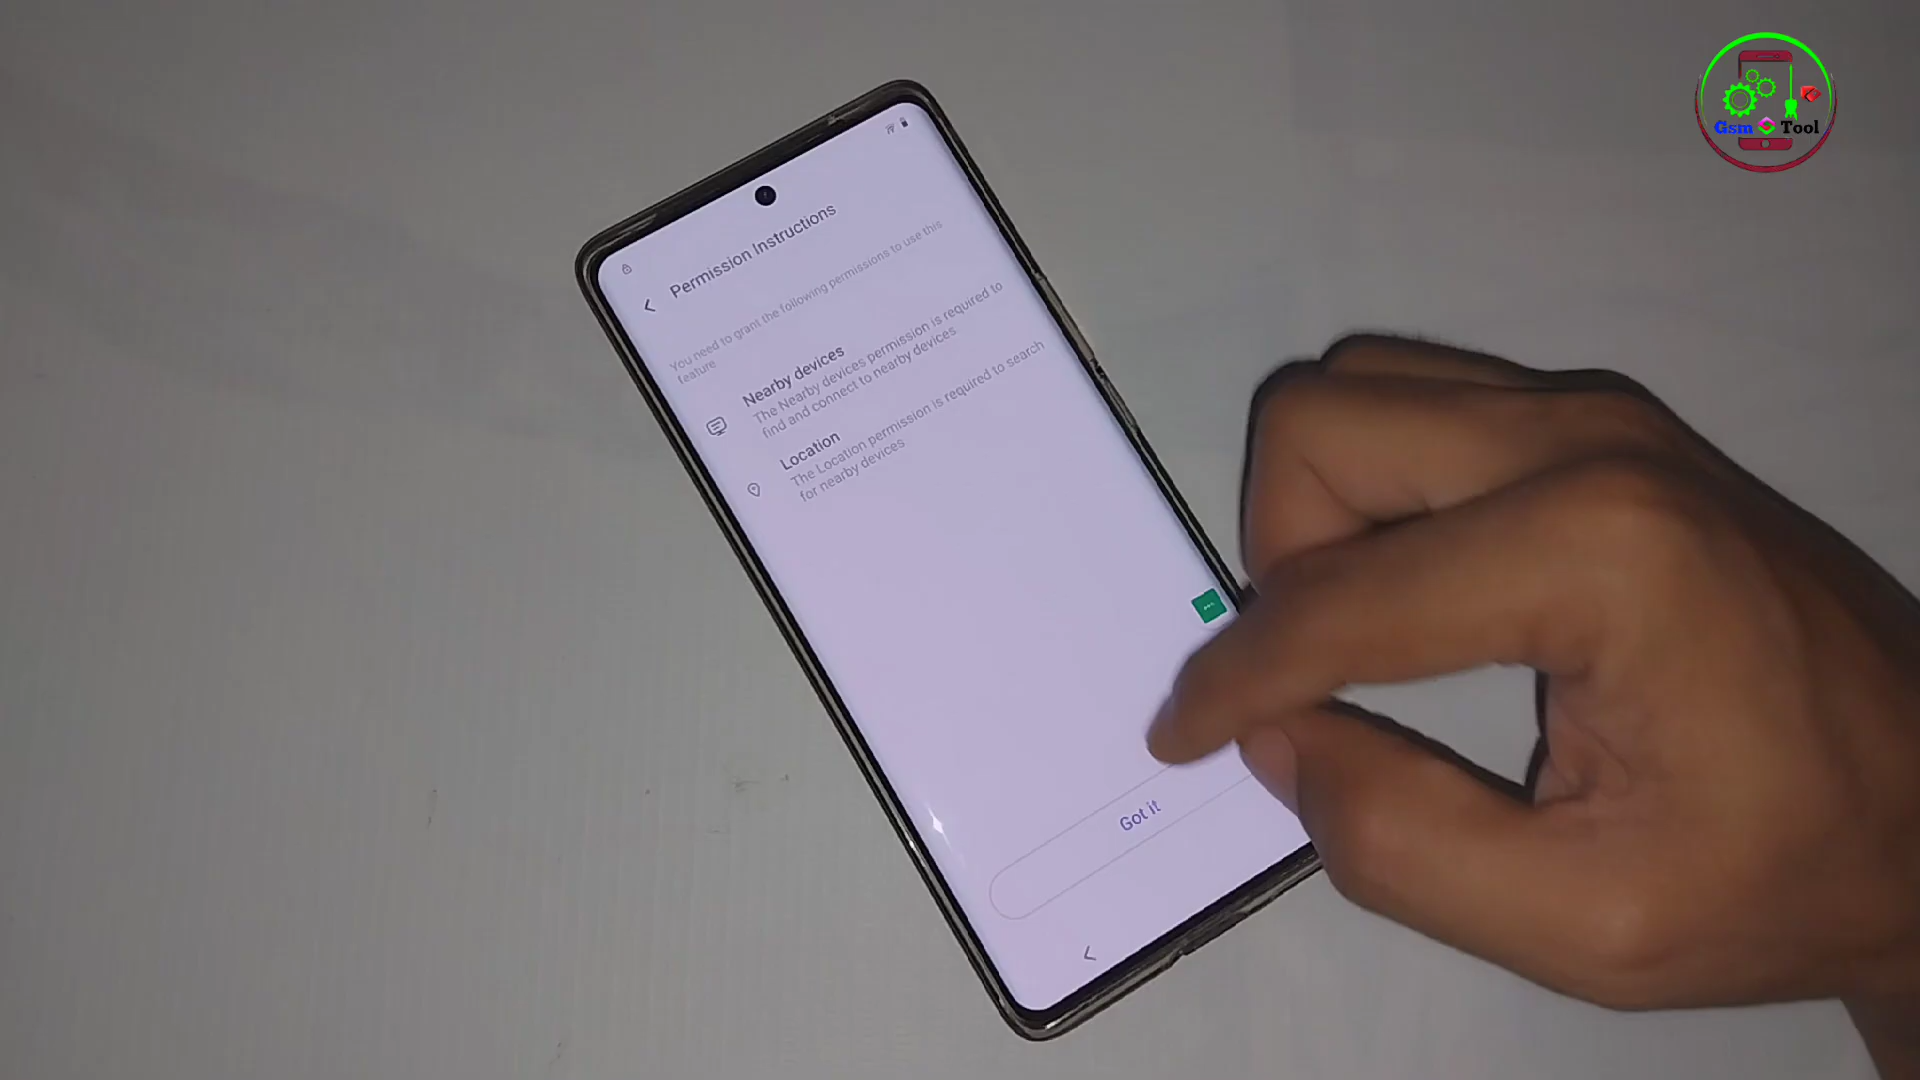 Gsm Tool
Permission Instructions
You need to grant the following permissions to use this
feature
Nearby devices
The Nearby devices permission is required to
find and connect to nearby devices
Location
The Location permission is required to search
for nearby devices
Got it